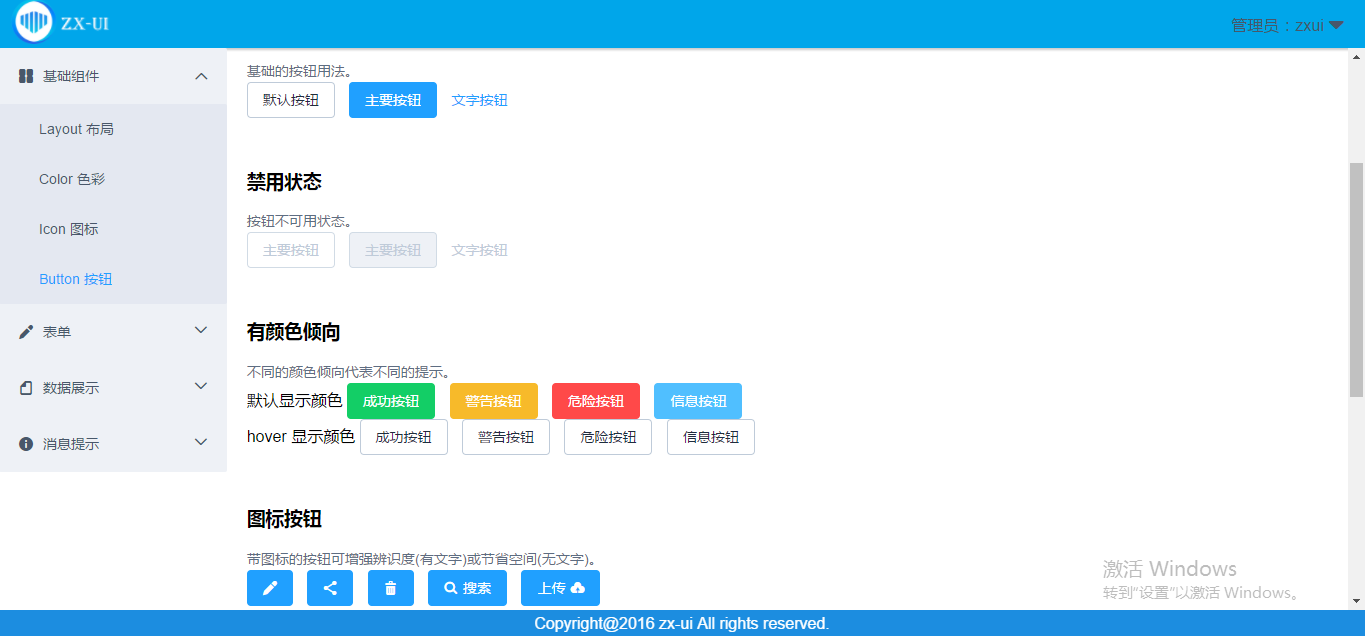 ZX-UI
管理员：zxui
基础组件
Layout 布局
Color 色彩
Icon 图标
Button 按钮
表单
数据展示
消息提示
基础的按钮用法。
默认按钮 主要按钮 文字按钮
禁用状态
按钮不可用状态。
主要按钮 主要按钮 文字按钮
有颜色倾向
不同的颜色倾向代表不同的提示。
默认显示颜色 成功按钮 警告按钮 危险按钮 信息按钮
hover 显示颜色 成功按钮 警告按钮 危险按钮 信息按钮
图标按钮
带图标的按钮可增强辨识度(有文字)或节省空间(无文字)。
搜索 上传
激活 Windows
转到"设置"以激活 Windows。
Copyright@2016 zx-ui All rights reserved.